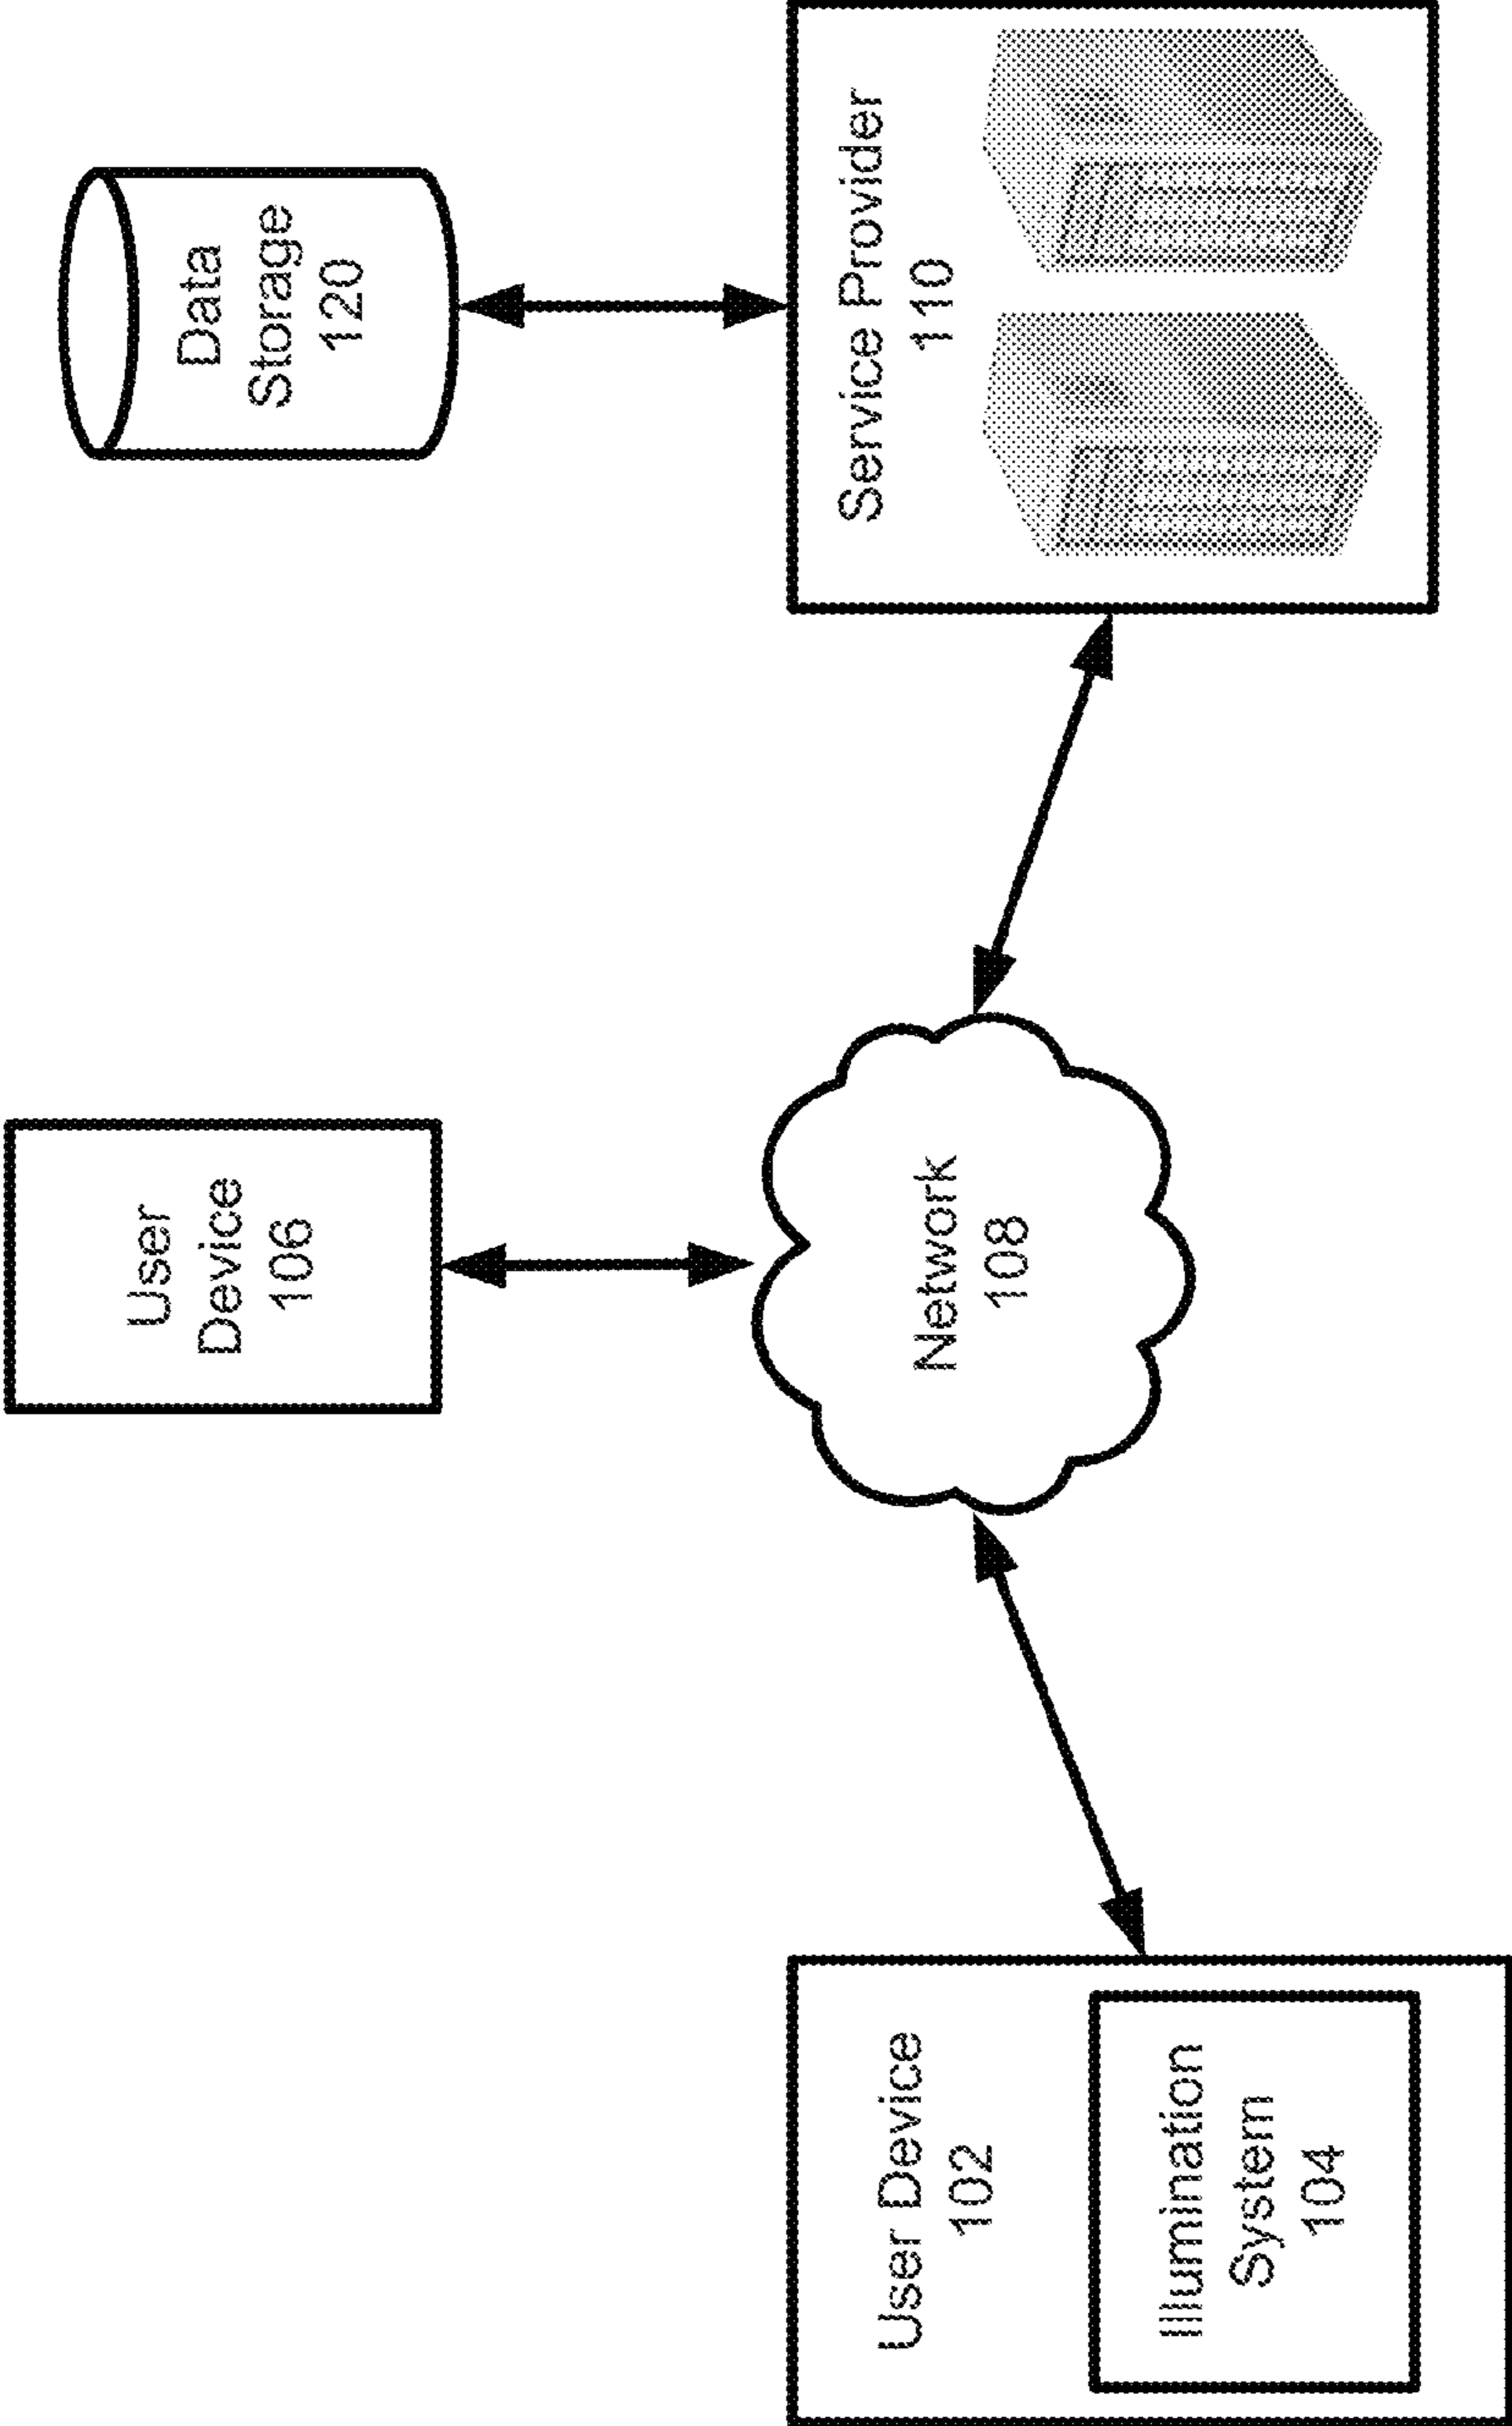 User
Device
106
Data
Storage
120
User Device
102
Illumination
System
104
Network
108
Service Provider
110